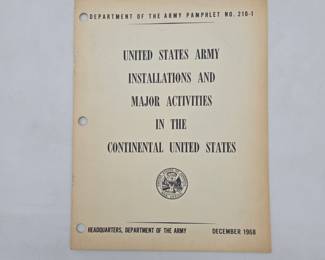 DEPARTMENT OF THE ARMY PAMPHLET NO. 210-1
UNITED STATES ARMY
INSTALLATIONS AND
MAJOR ACTIVITIES
IN THE
CONTINENTAL UNITED STATES
HEADQUARTERS, DEPARTMENT OF THE ARMY DECEMBER 1968